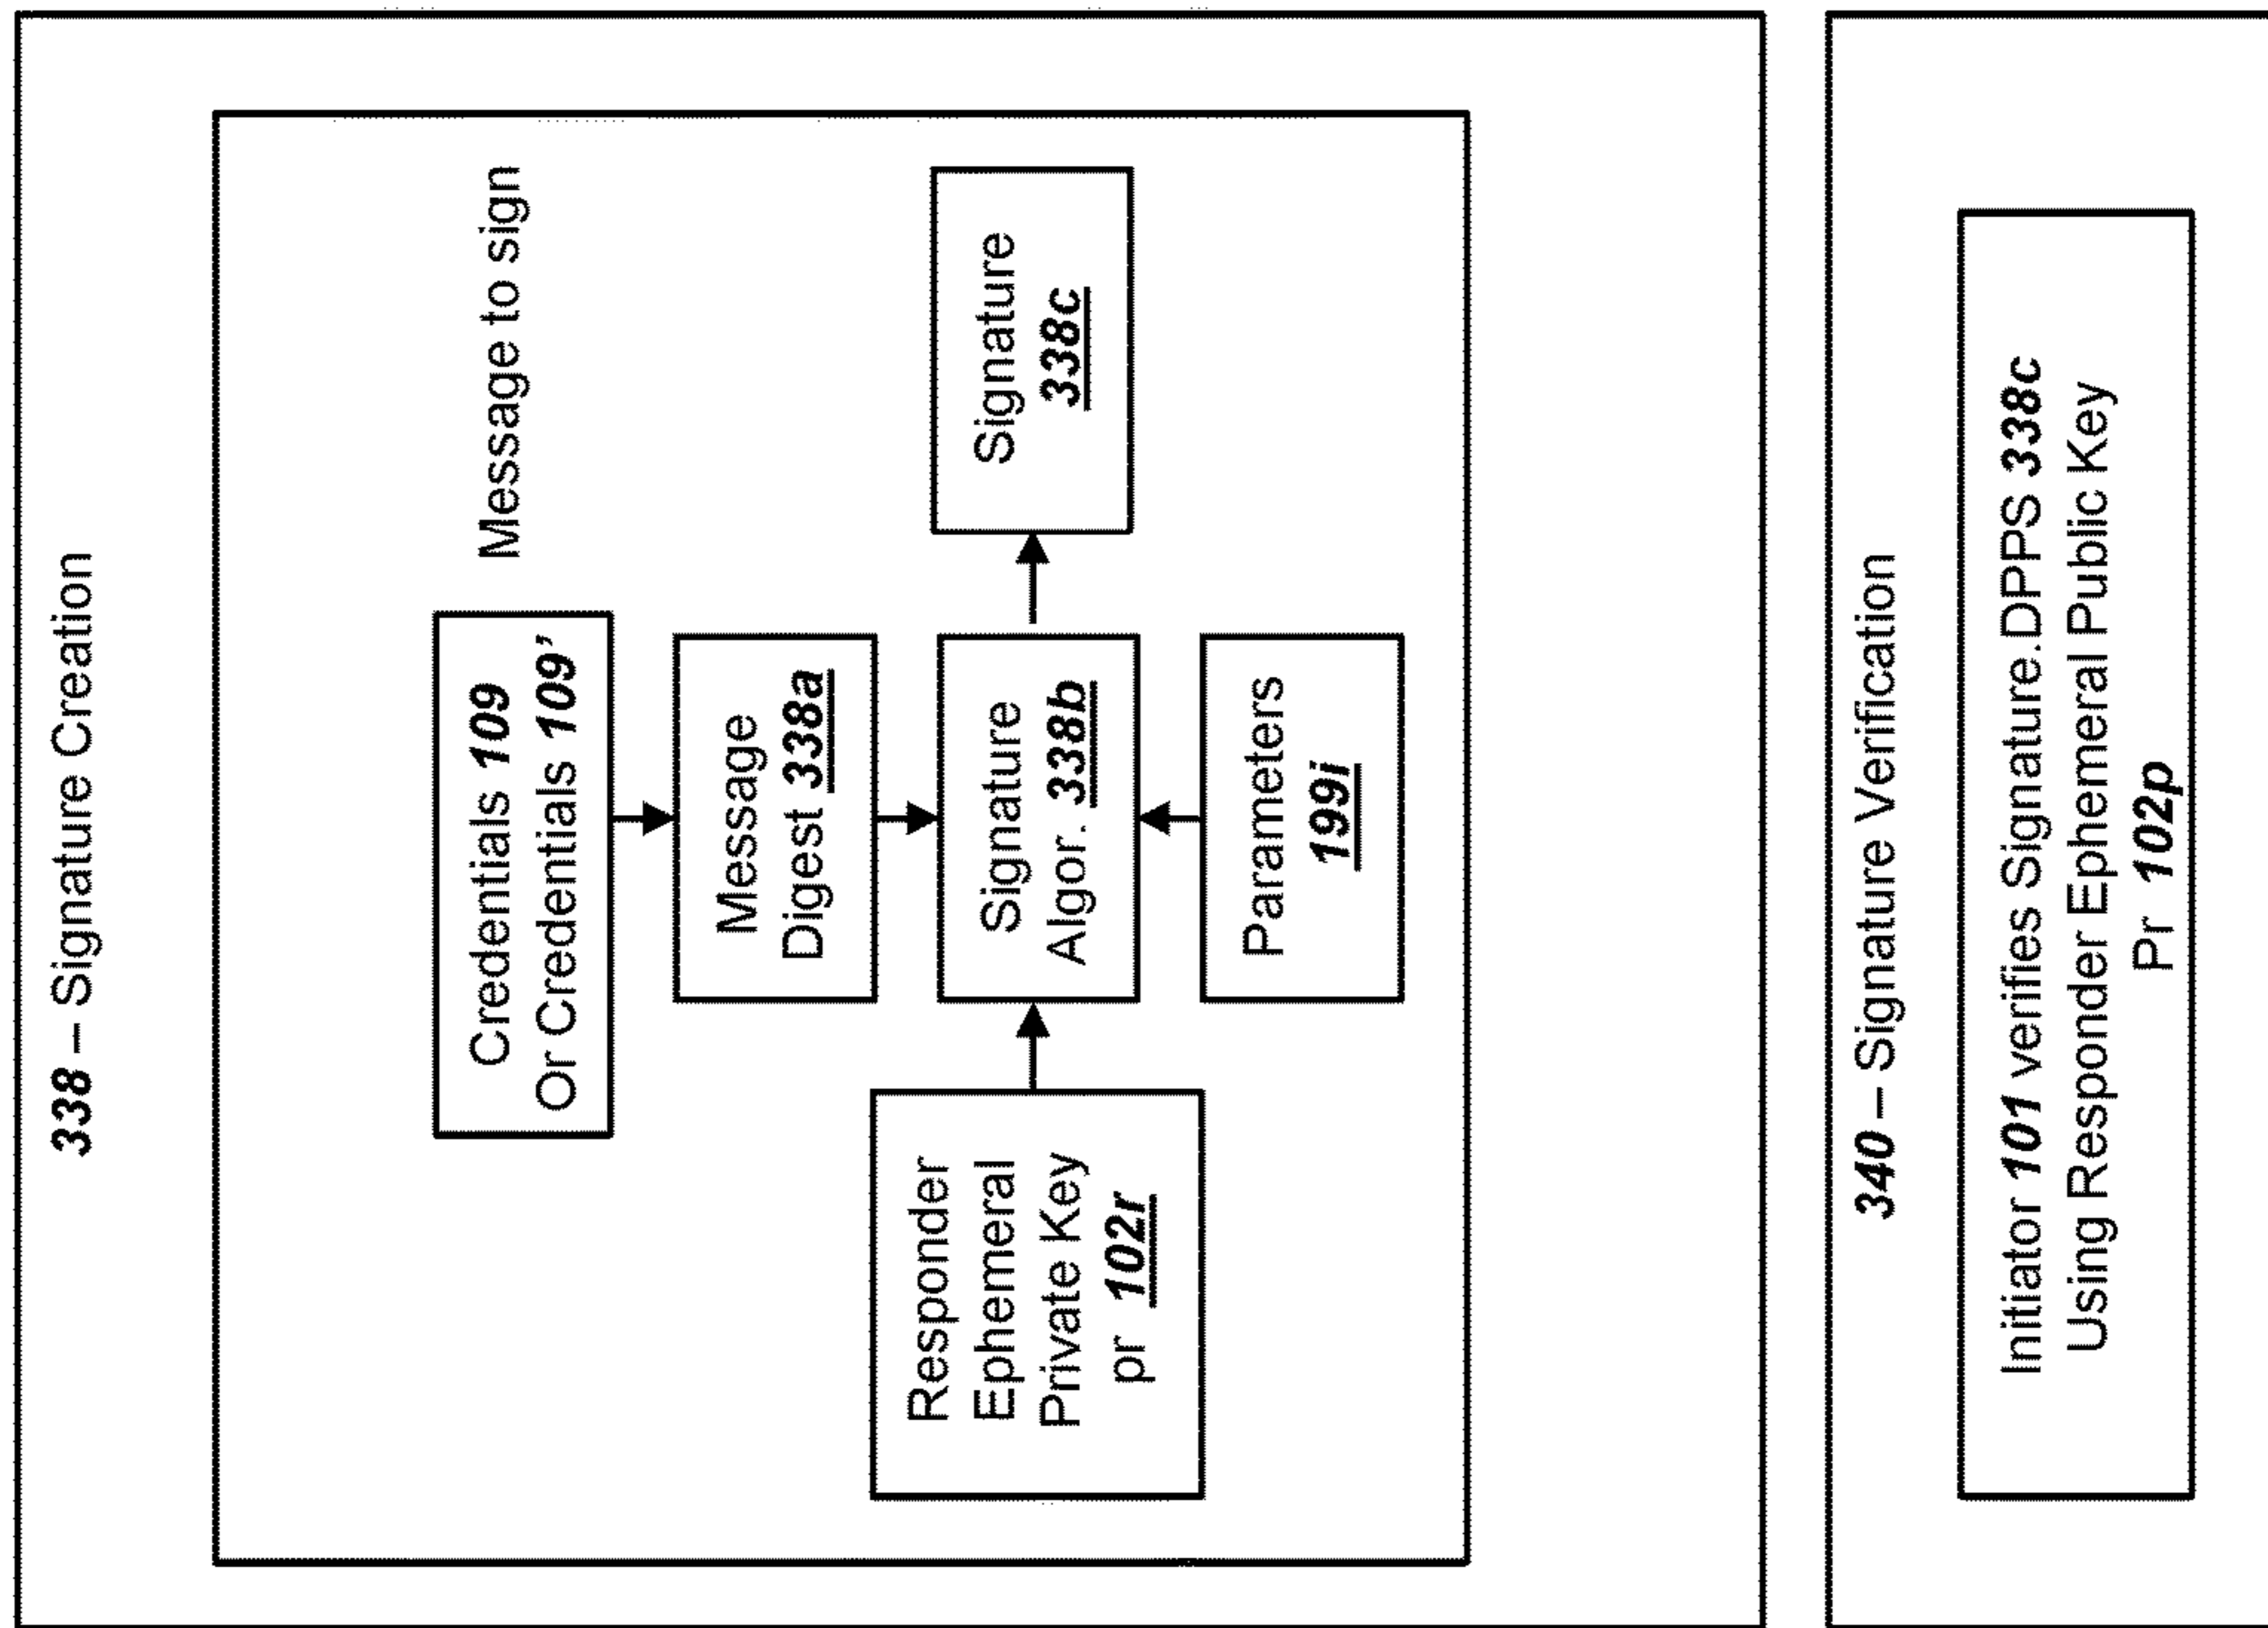 338 – Signature Creation
Credentials 109
Or Credentials 109’
Message to sign
Message
Digest 338a
Responder
Ephemeral
Private Key
pr 102r
Signature
Algor. 338b
Signature
338c
Parameters
199i
340 – Signature Verification
Initiator 101 verifies Signature.DPPS 338c
Using Responder Ephemeral Public Key
Pr 102p